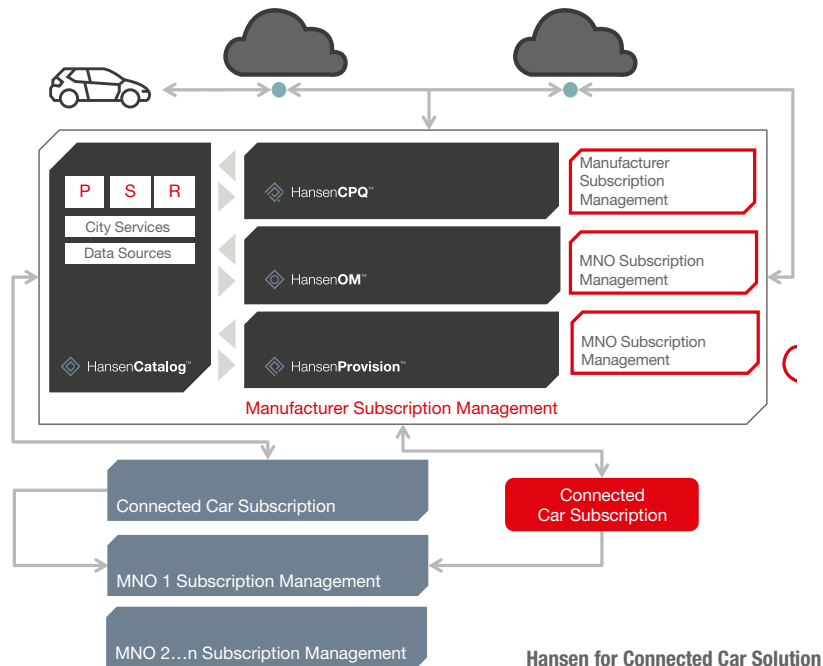 P S R
City Services
Data Sources
HansenCatalog™
HansenCPQ™
HansenOM™
HansenProvision™
Manufacturer
Subscription
Management
MNO Subscription
Management
MNO Subscription
Management
Manufacturer Subscription Management
Connected Car Subscription
MNO 1 Subscription Management
MNO 2...n Subscription Management
Connected
Car Subscription
Hansen for Connected Car Solution